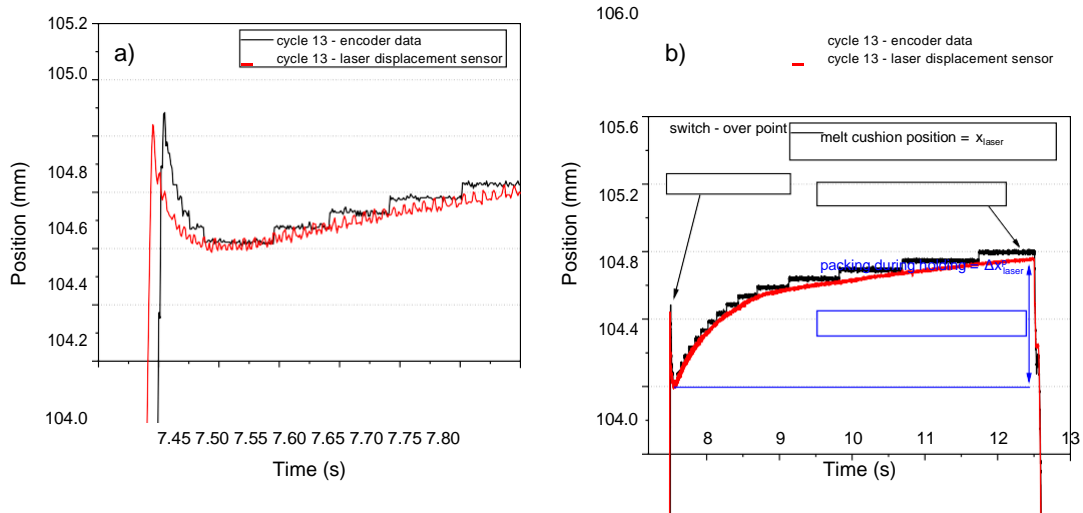 a)
cycle 13 - encoder data
cycle 13 - laser displacement sensor
105.2
105.0
104.8
104.6
104.4
104.2
104.0
Position (mm)
7.45 7.50 7.55 7.60 7.65 7.70 7.75 7.80
Time (s)
106.0
b)
cycle 13 - encoder data
cycle 13 - laser displacement sensor
105.6
105.2
104.8
104.4
104.0
Position (mm)
switch - over point
melt cushion position = xlaser
packing during holding = Δxlaser
8 9 10 11 12 13
Time (s)